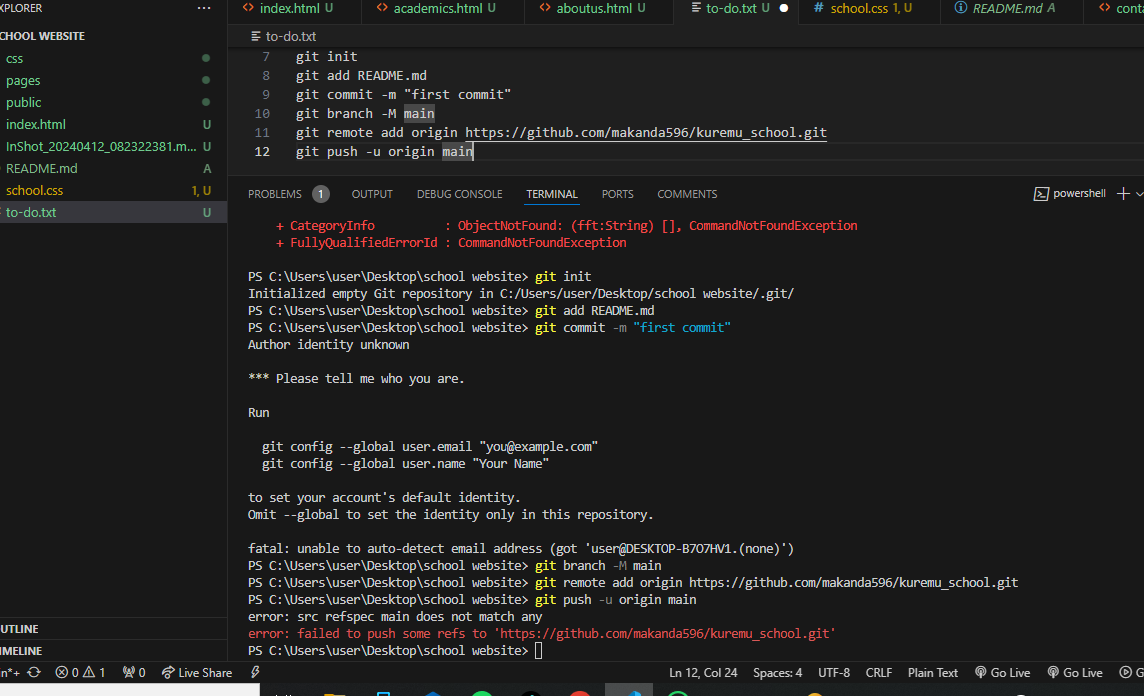 XPLORER
...
index.html U
academics.html U
aboutus.html U
to-do.txt U
school.css 1, U
README.md A
conta
CHOOL WEBSITE
css
pages
public
index.html U
InShot_20240412_082322381.m... U
README.md A
school.css 1, U
to-do.txt U
to-do.txt
7 git init
8 git add README.md
9 git commit -m "first commit"
10 git branch -M main
11 git remote add origin https://github.com/makanda596/kuremu_school.git
12 git push -u origin main
PROBLEMS 1 OUTPUT DEBUG CONSOLE TERMINAL PORTS COMMENTS
powershell
+ CategoryInfo : ObjectNotFound: (fft:String) [], CommandNotFoundException
+ FullyQualifiedErrorId : CommandNotFoundException
PS C:\Users\user\Desktop\school website> git init
Initialized empty Git repository in C:/Users/user/Desktop/school website/.git/
PS C:\Users\user\Desktop\school website> git add README.md
PS C:\Users\user\Desktop\school website> git commit -m "first commit"
Author identity unknown
*** Please tell me who you are.
Run
git config --global user.email "you@example.com"
git config --global user.name "Your Name"
to set your account's default identity.
Omit --global to set the identity only in this repository.
fatal: unable to auto-detect email address (got 'user@DESKTOP-B7O7HV1.(none)')
PS C:\Users\user\Desktop\school website> git branch -M main
PS C:\Users\user\Desktop\school website> git remote add origin https://github.com/makanda596/kuremu_school.git
PS C:\Users\user\Desktop\school website> git push -u origin main
error: src refspec main does not match any
error: failed to push some refs to 'https://github.com/makanda596/kuremu_school.git'
PS C:\Users\user\Desktop\school website>
UTLINE
IMELINE
in*+ 0 1 0 Live Share
Ln 12, Col 24 Spaces: 4 UTF-8 CRLF Plain Text Go Live Go Live G